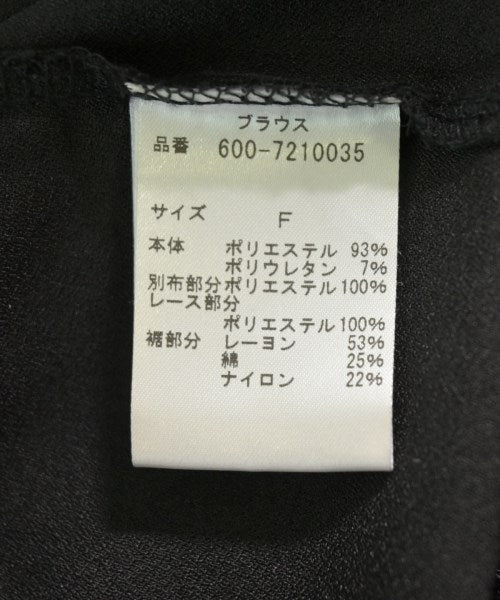 ブラウス
品番 600-7210035
サイズ F
本体 ポリエステル 93%
ポリウレタン 7%
別布部分 ポリエステル 100%
レース部分
ポリエステル 100%
裾部分 レーヨン 53%
綿 25%
ナイロン 22%